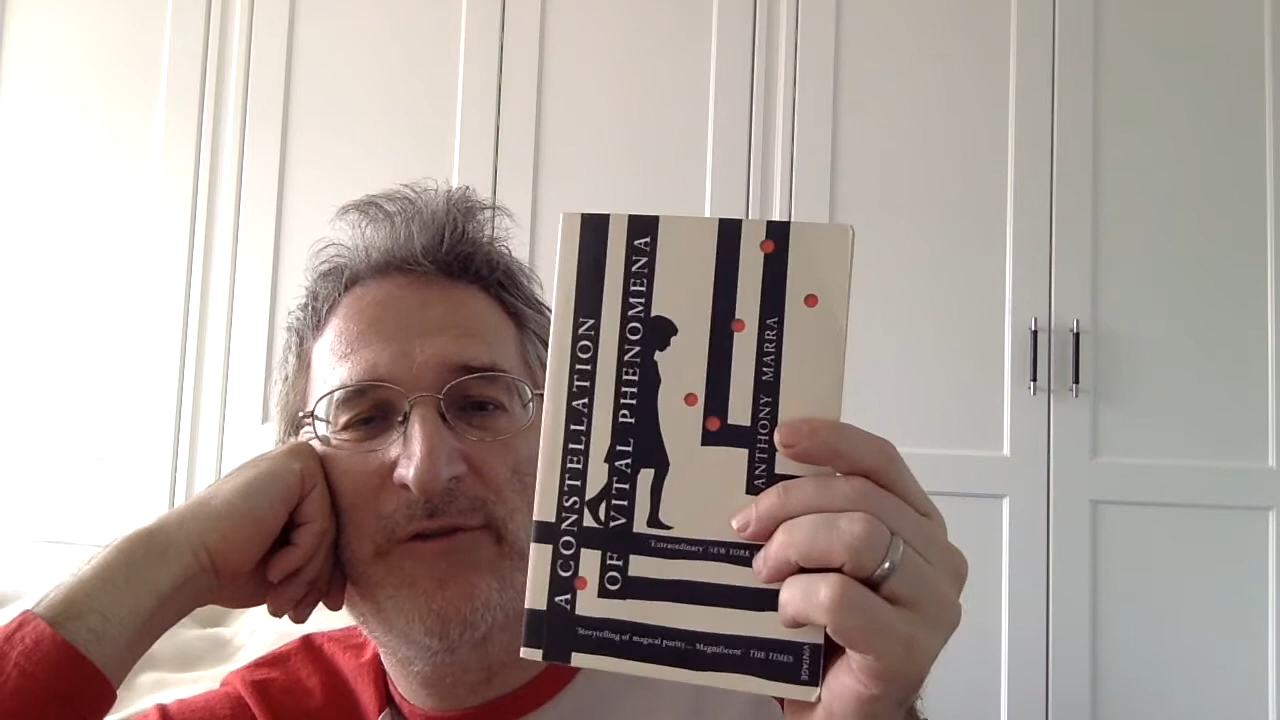 A CONSTELLATION
OF VITAL PHENOMENA
ANTHONY MARRA
'Extraordinary' NEW YORK
'Storytelling of magical purity... Magnificent' THE TIMES
VINTAGE